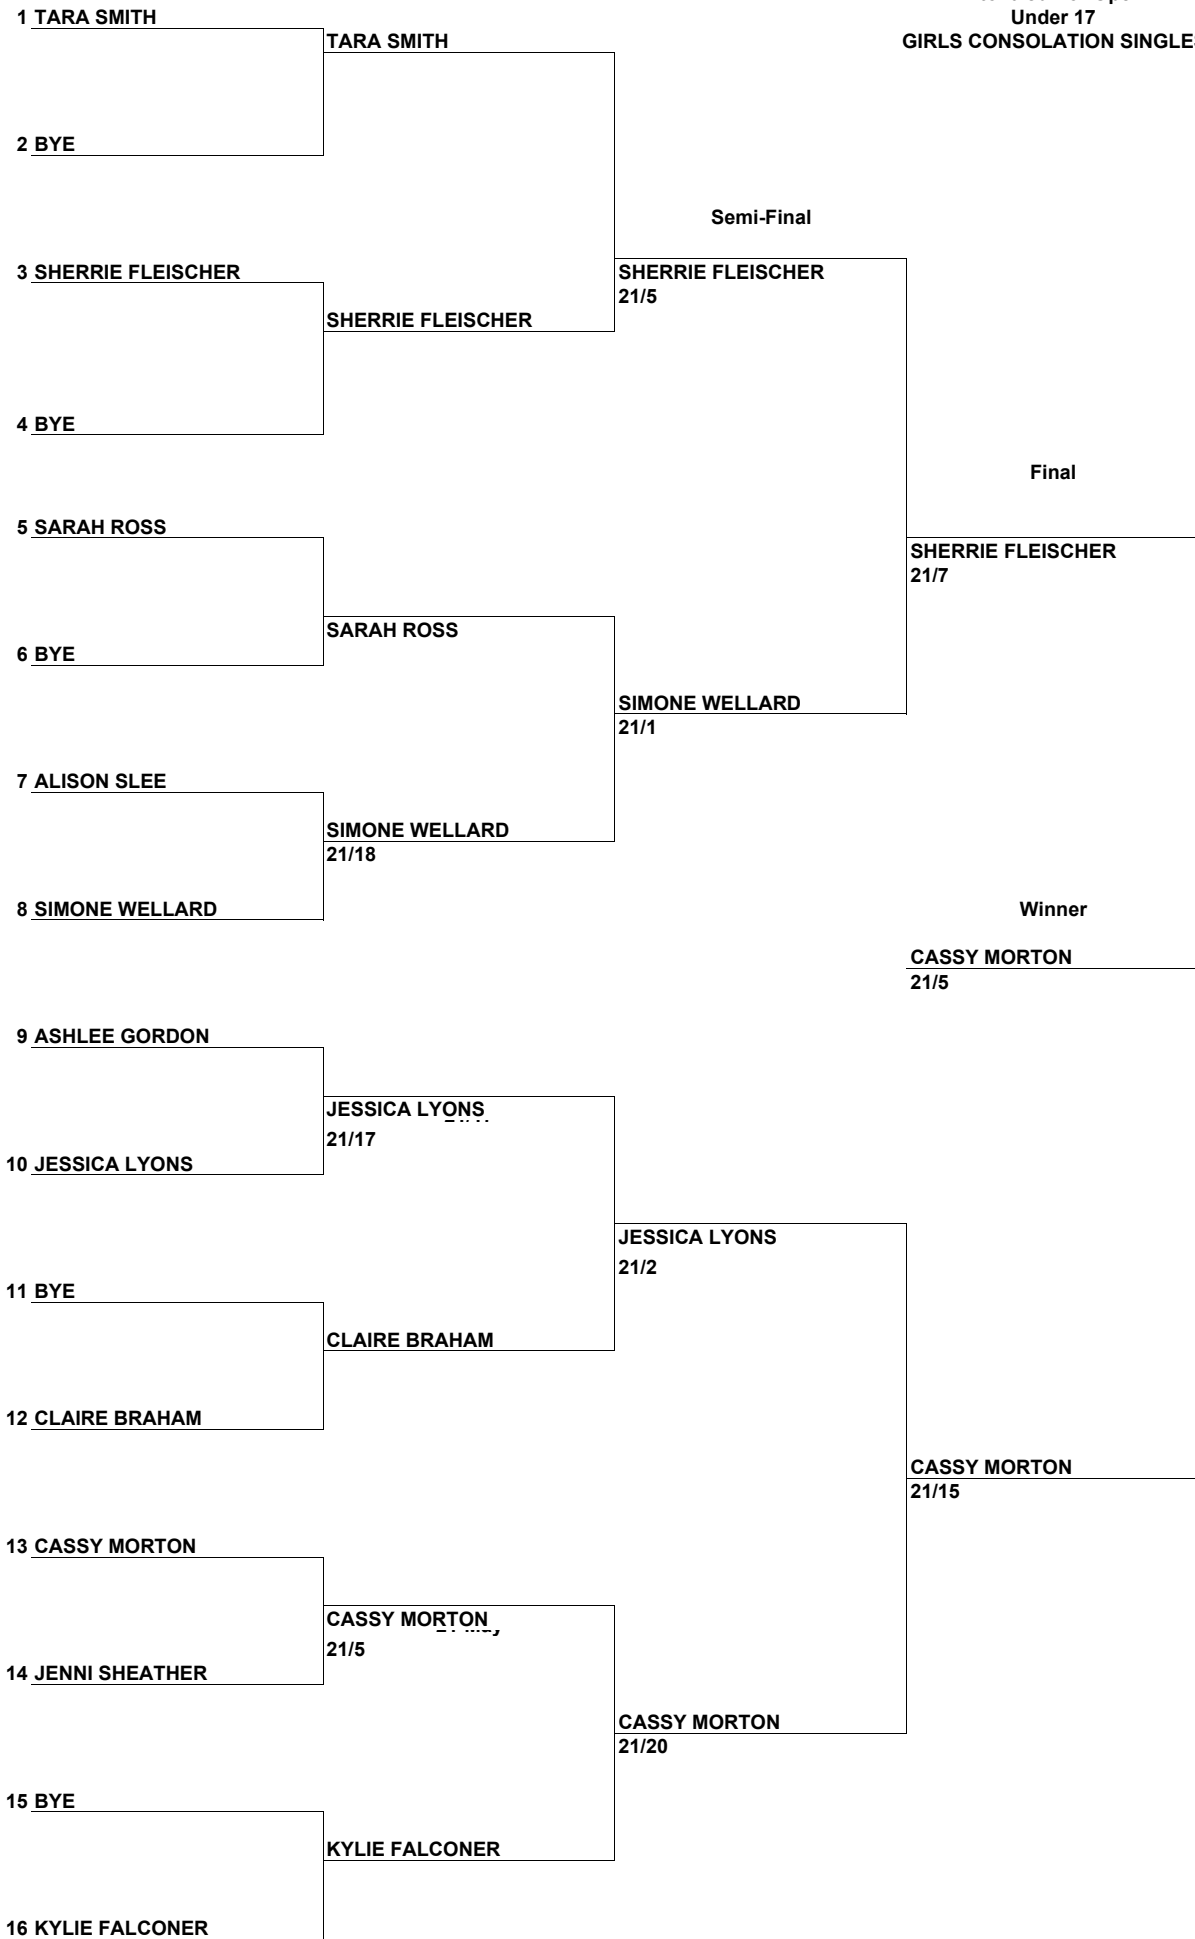 1 TARA SMITH
Under 17
TARA SMITH
GIRLS CONSOLATION SINGLES
2 BYE
Semi-Final
3 SHERRIE FLEISCHER
SHERRIE FLEISCHER
21/5
SHERRIE FLEISCHER
4 BYE
Final
5 SARAH ROSS
SHERRIE FLEISCHER
21/7
SARAH ROSS
6 BYE
SIMONE WELLARD
21/1
7 ALISON SLEE
SIMONE WELLARD
21/18
8 SIMONE WELLARD
Winner
CASSY MORTON
21/5
9 ASHLEE GORDON
JESSICA LYONS
21/17
10 JESSICA LYONS
JESSICA LYONS
21/2
11 BYE
CLAIRE BRAHAM
12 CLAIRE BRAHAM
CASSY MORTON
21/15
13 CASSY MORTON
CASSY MORTON
21/5
14 JENNI SHEATHER
CASSY MORTON
21/20
15 BYE
KYLIE FALCONER
16 KYLIE FALCONER